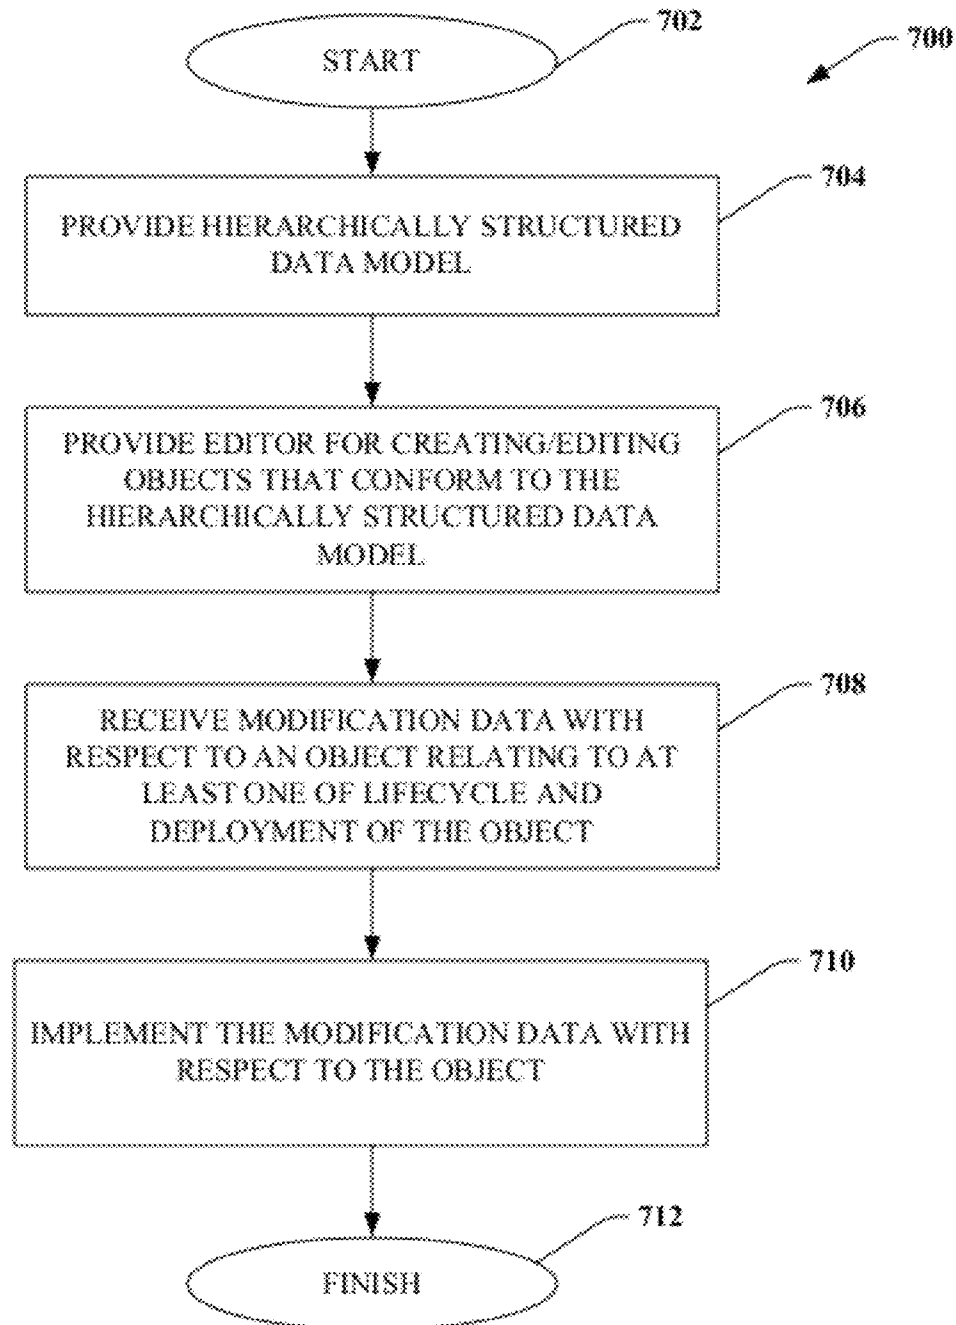 702
START
700
704
PROVIDE HIERARCHICALLY STRUCTURED
DATA MODEL
706
PROVIDE EDITOR FOR CREATING/EDITING
OBJECTS THAT CONFORM TO THE
HIERARCHICALLY STRUCTURED DATA
MODEL
708
RECEIVE MODIFICATION DATA WITH
RESPECT TO AN OBJECT RELATING TO AT
LEAST ONE OF LIFECYCLE AND
DEPLOYMENT OF THE OBJECT
710
IMPLEMENT THE MODIFICATION DATA WITH
RESPECT TO THE OBJECT
712
FINISH